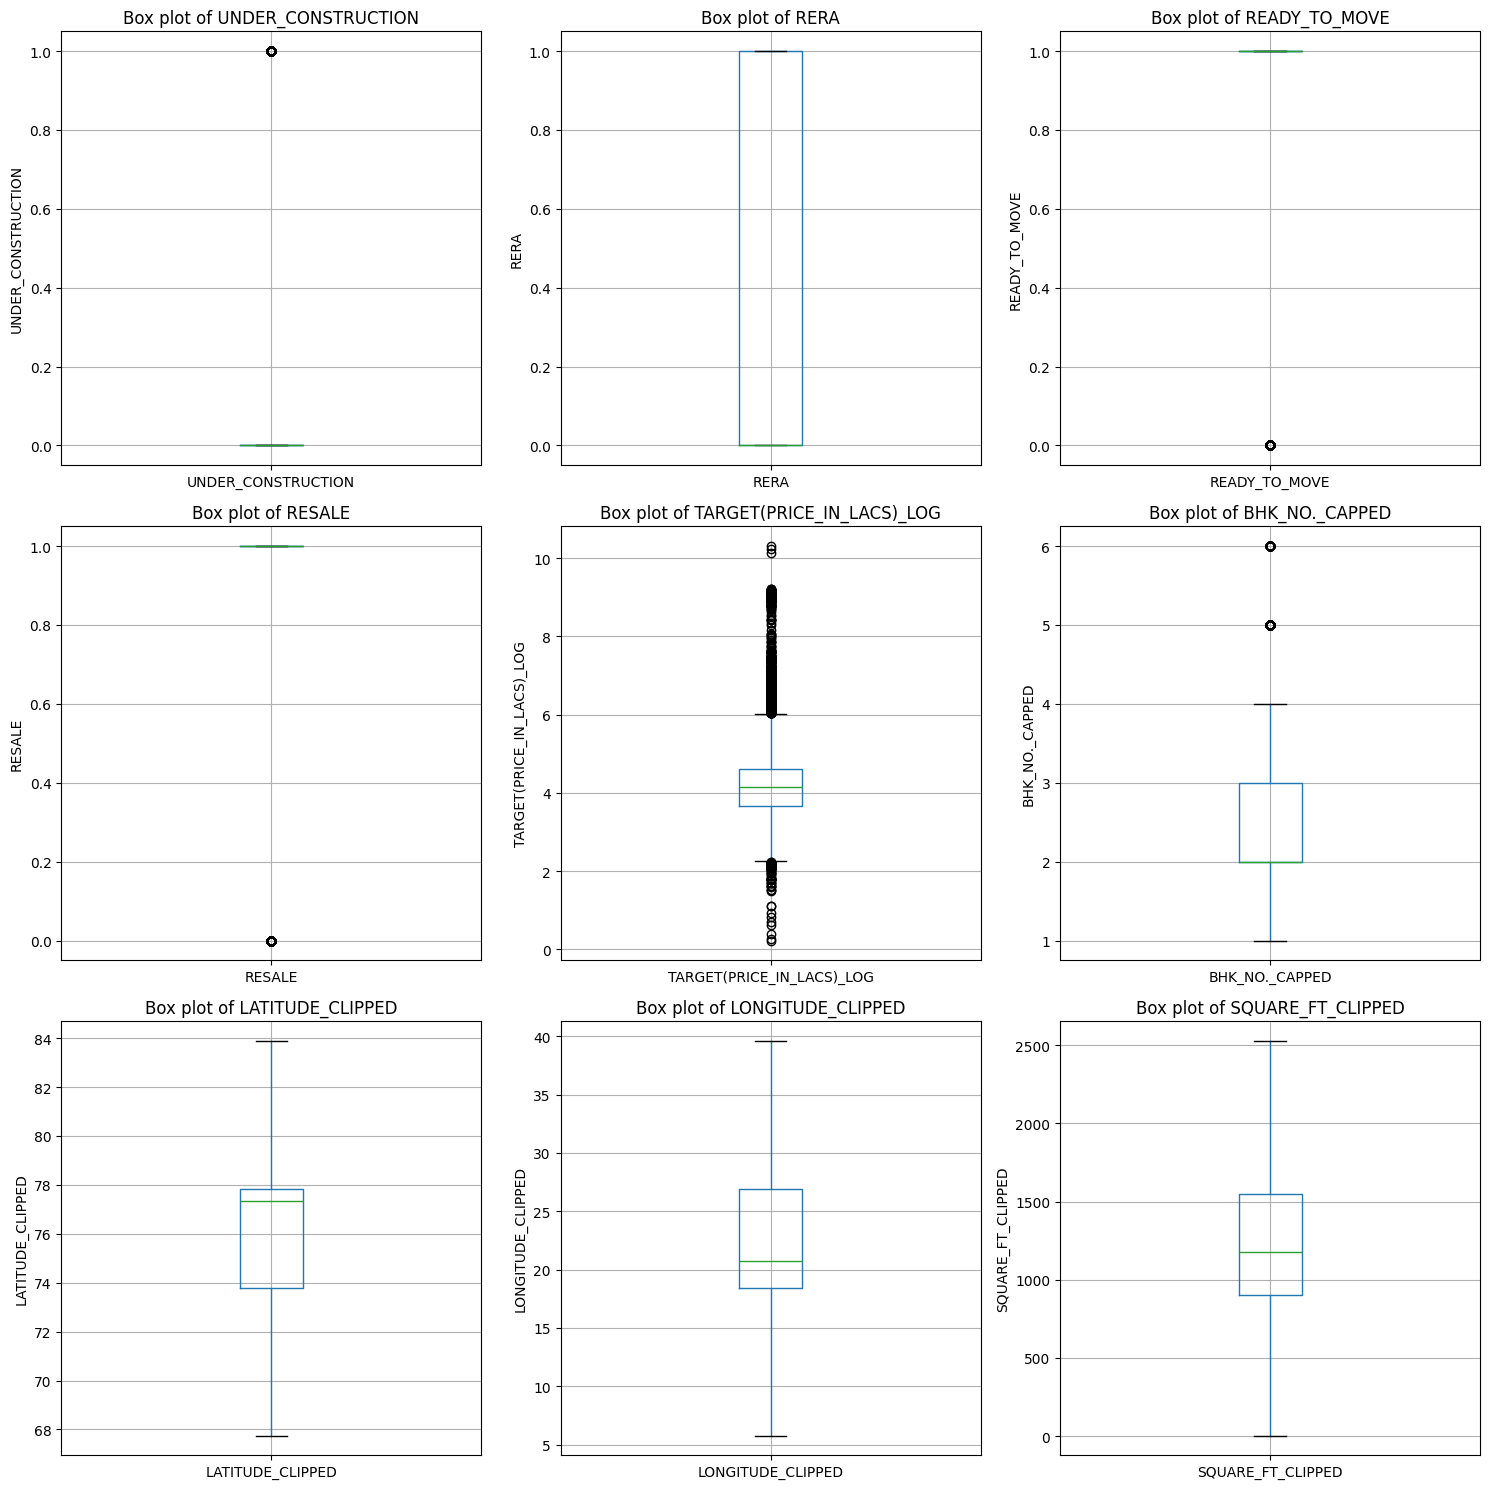 Box plot of UNDER_CONSTRUCTION
1.0
0.8
0.6
0.4
0.2
0.0
UNDER_CONSTRUCTION
UNDER_CONSTRUCTION
Box plot of RERA
1.0
0.8
0.6
0.4
0.2
0.0
RERA
RERA
Box plot of READY_TO_MOVE
1.0
0.8
0.6
0.4
0.2
0.0
READY_TO_MOVE
READY_TO_MOVE
Box plot of RESALE
1.0
0.8
0.6
0.4
0.2
0.0
RESALE
RESALE
Box plot of TARGET(PRICE_IN_LACS)_LOG
10
8
6
4
2
0
TARGET(PRICE_IN_LACS)_LOG
TARGET(PRICE_IN_LACS)_LOG
Box plot of BHK_NO._CAPPED
6
5
4
3
2
1
BHK_NO._CAPPED
BHK_NO._CAPPED
Box plot of LATITUDE_CLIPPED
84
82
80
78
76
74
72
70
68
LATITUDE_CLIPPED
LATITUDE_CLIPPED
Box plot of LONGITUDE_CLIPPED
40
35
30
25
20
15
10
5
LONGITUDE_CLIPPED
LONGITUDE_CLIPPED
Box plot of SQUARE_FT_CLIPPED
2500
2000
1500
1000
500
0
SQUARE_FT_CLIPPED
SQUARE_FT_CLIPPED